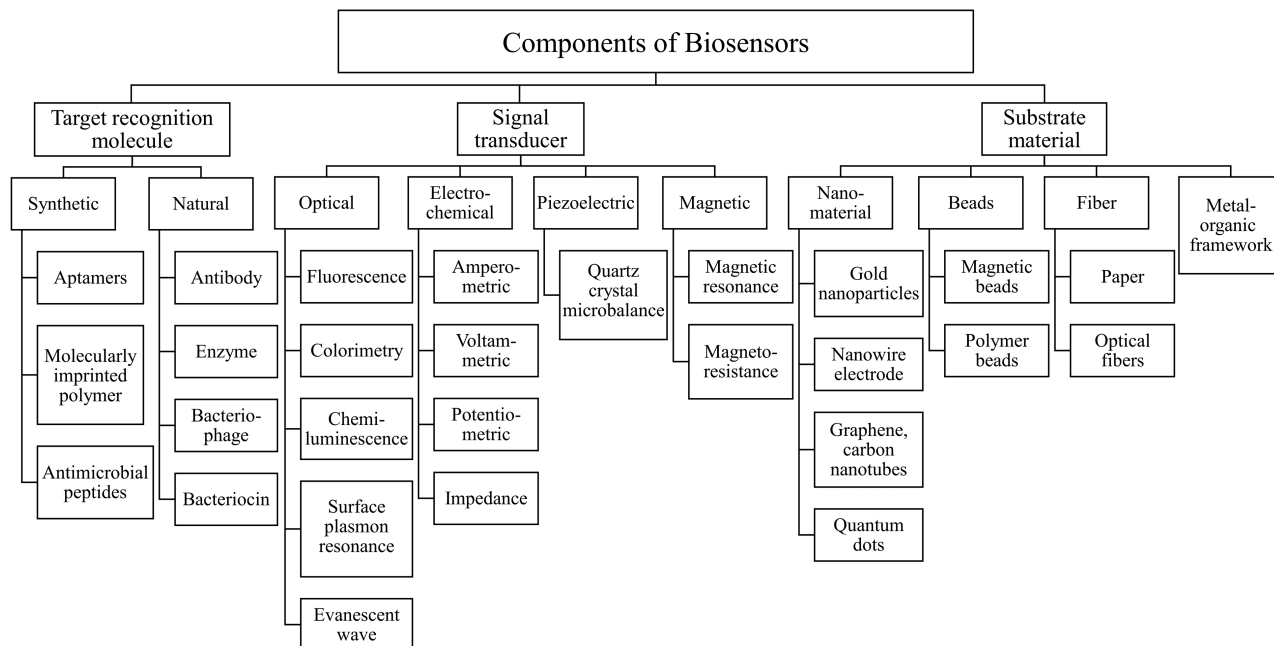 Components of Biosensors
Target recognition
molecule
Signal
transducer
Substrate
material
Synthetic
Natural
Optical
Electro-
chemical
Piezoelectric
Magnetic
Nano-
material
Beads
Fiber
Metal-
organic
framework
Aptamers
Molecularly
imprinted
polymer
Antimicrobial
peptides
Antibody
Enzyme
Bacterio-
phage
Bacteriocin
Fluorescence
Colorimetry
Chemi-
luminescence
Surface
plasmon
resonance
Evanescent
wave
Ampero-
metric
Voltam-
metric
Potentio-
metric
Impedance
Quartz
crystal
microbalance
Magnetic
resonance
Magneto-
resistance
Gold
nanoparticles
Nanowire
electrode
Graphene,
carbon
nanotubes
Quantum
dots
Magnetic
beads
Polymer
beads
Paper
Optical
fibers